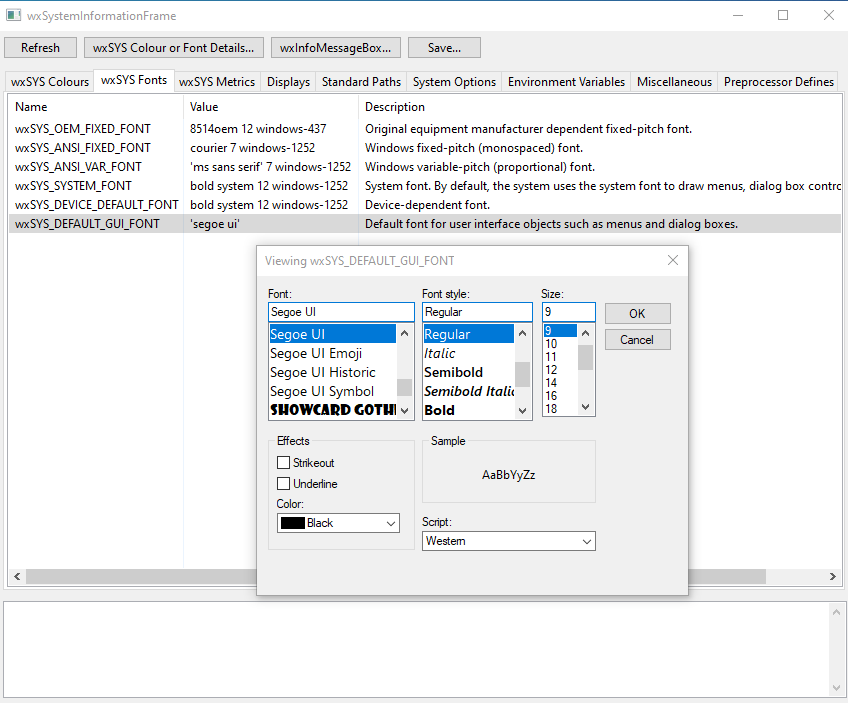 wxSystemInformationFrame
Refresh wxSYS Colour or Font Details... wxInfoMessageBox... Save...
wxSYS Colours wxSYS Fonts wxSYS Metrics Displays Standard Paths System Options Environment Variables Miscellaneous Preprocessor Defines
Name Value Description
wxSYS_OEM_FIXED_FONT 8514oem 12 windows-437 Original equipment manufacturer dependent fixed-pitch font.
wxSYS_ANSI_FIXED_FONT courier 7 windows-1252 Windows fixed-pitch (monospaced) font.
wxSYS_ANSI_VAR_FONT 'ms sans serif' 7 windows-1252 Windows variable-pitch (proportional) font.
wxSYS_SYSTEM_FONT bold system 12 windows-1252 System font. By default, the system uses the system font to draw menus, dialog box contro
wxSYS_DEVICE_DEFAULT_FONT bold system 12 windows-1252 Device-dependent font.
wxSYS_DEFAULT_GUI_FONT 'segoe ui' Default font for user interface objects such as menus and dialog boxes.
Viewing wxSYS_DEFAULT_GUI_FONT
Font: Font style: Size:
Segoe UI Regular 9 OK
Segoe UI Regular 9
Segoe UI Emoji Italic 10 Cancel
Segoe UI Historic Semibold 11
Segoe UI Symbol Semibold Italic 12
SHOWCARD GOTHI Bold 14
16
18
Effects Sample
Strikeout AaBbYyZz
Underline
Color:
Black Script:
Western